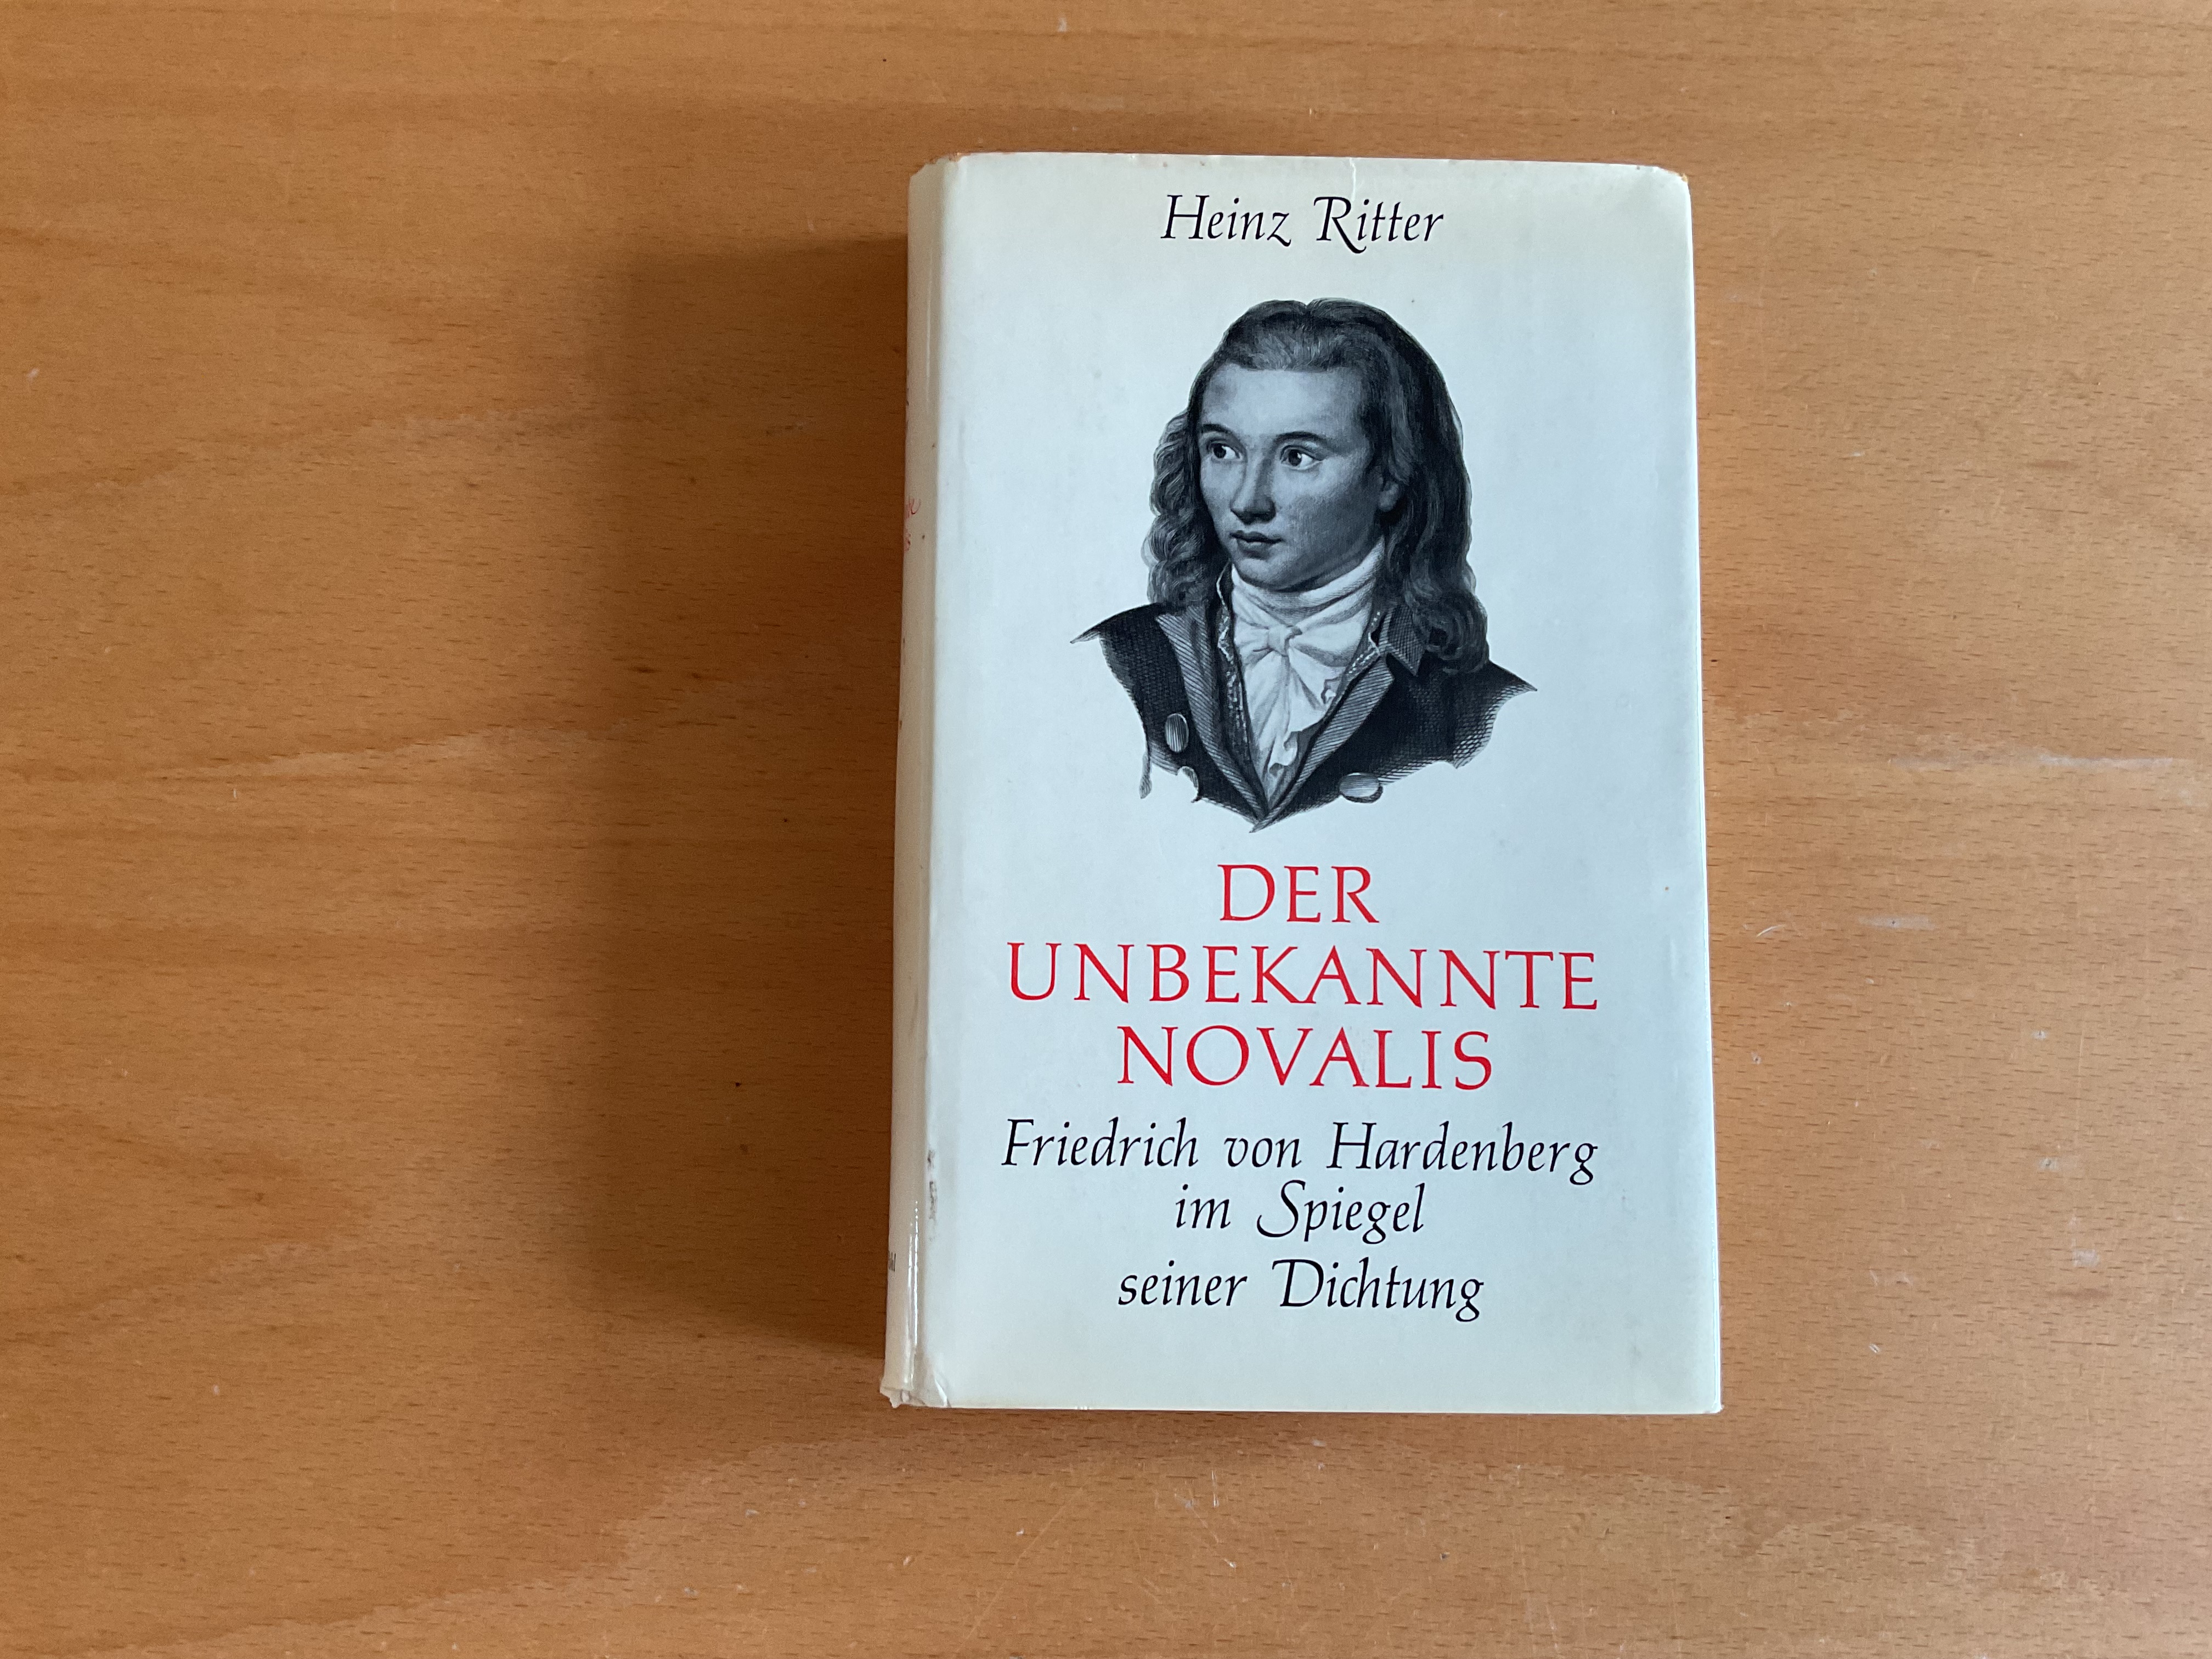 Heinz Ritter
DER
UNBEKANNTE
NOVALIS
Friedrich von Hardenberg
im Spiegel
seiner Dichtung